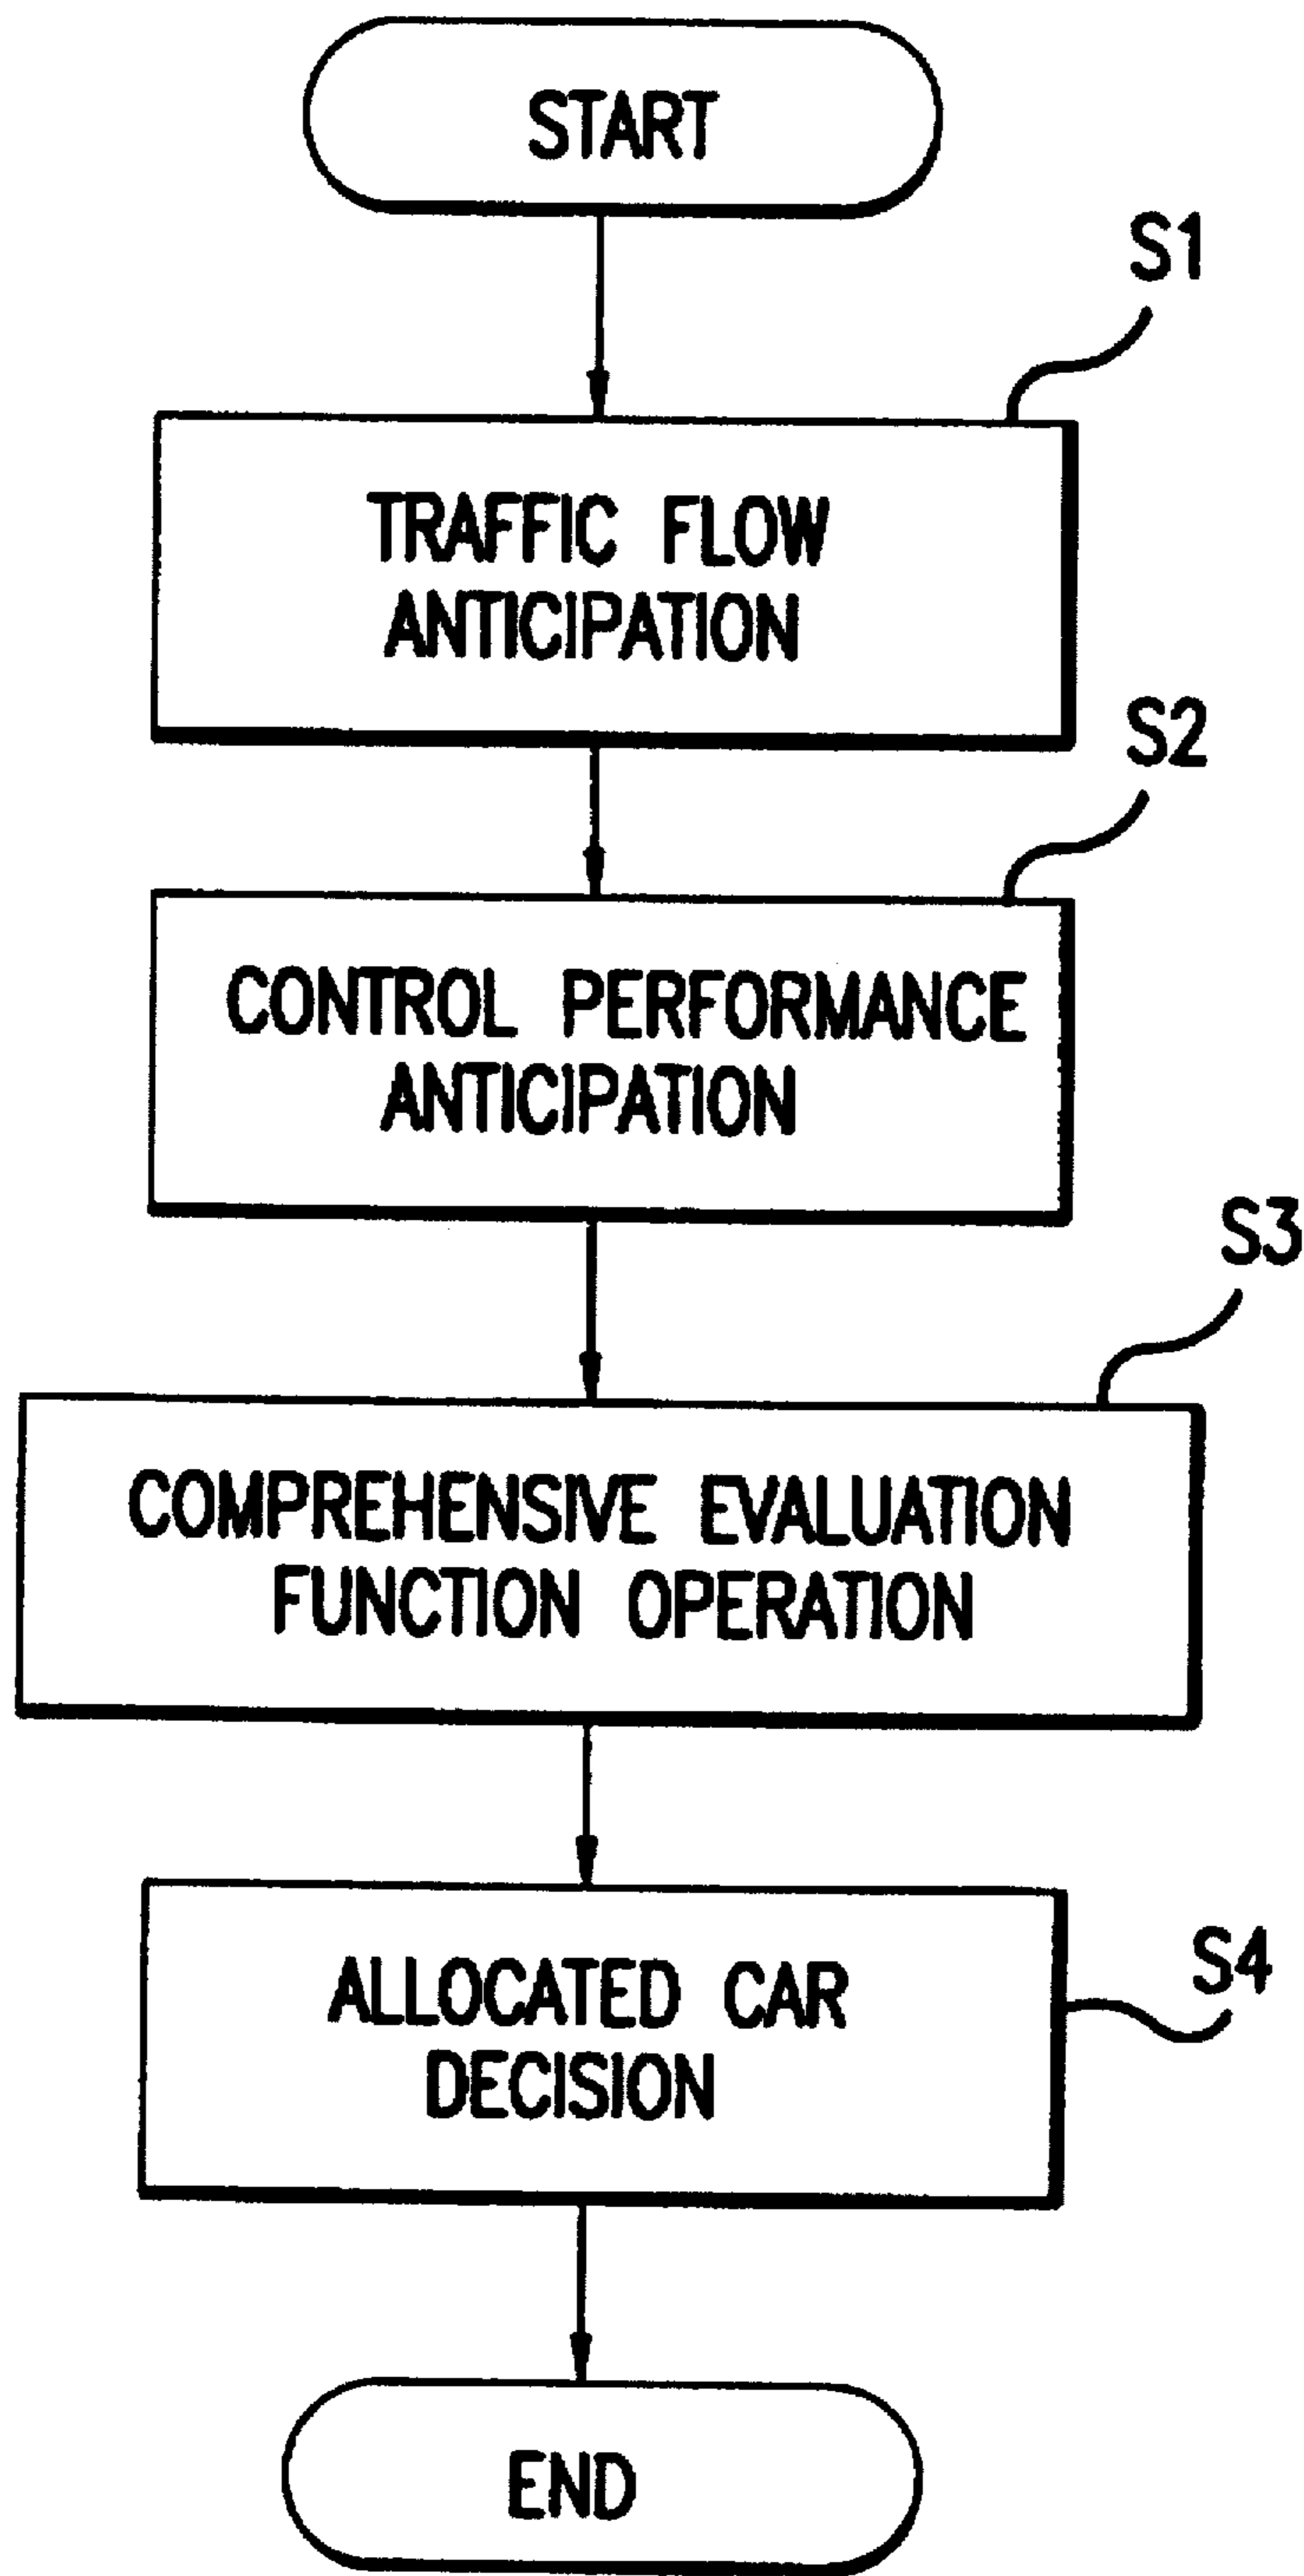 START
S1
TRAFFIC FLOW
ANTICIPATION
S2
CONTROL PERFORMANCE
ANTICIPATION
S3
COMPREHENSIVE EVALUATION
FUNCTION OPERATION
ALLOCATED CAR
DECISION
S4
END